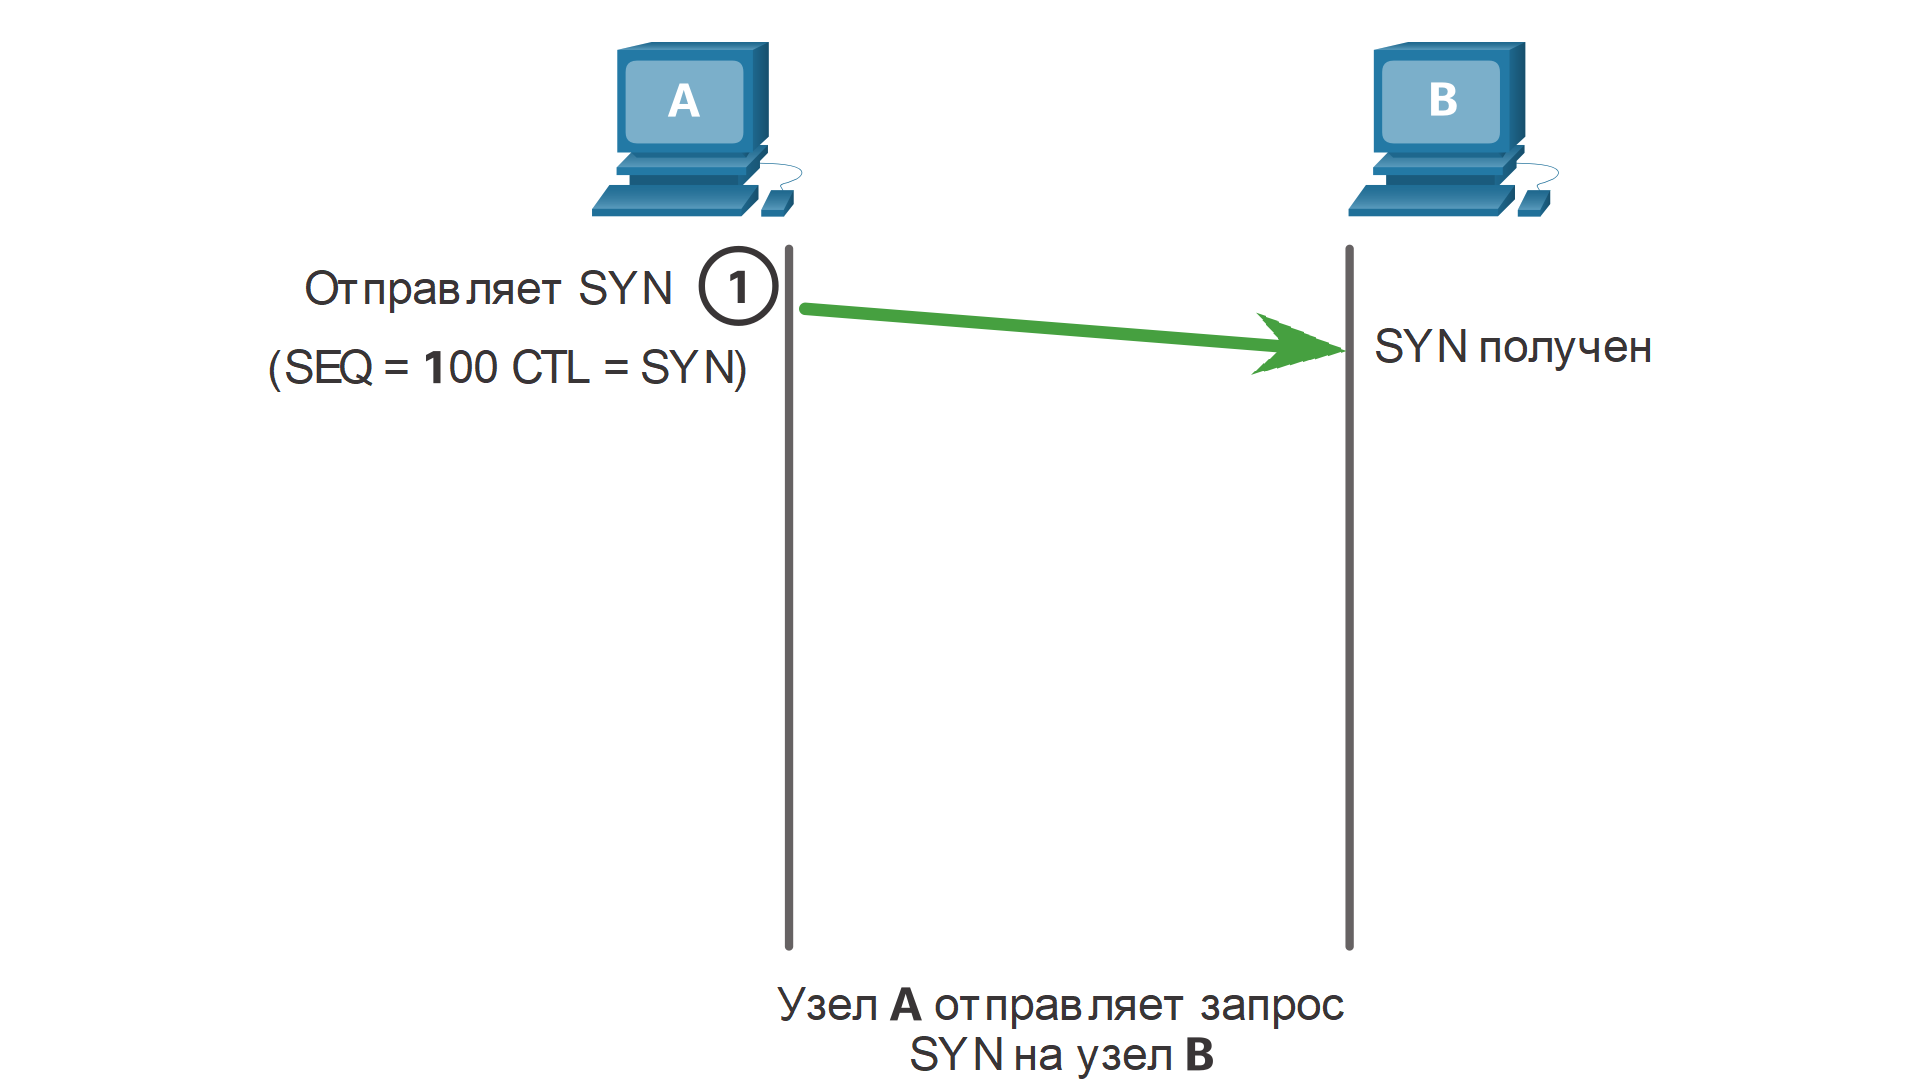 A
B
Отправляет SYN 1
(SEQ = 100 CTL = SYN)
SYN получен
Узел A отправляет запрос
SYN на узел B